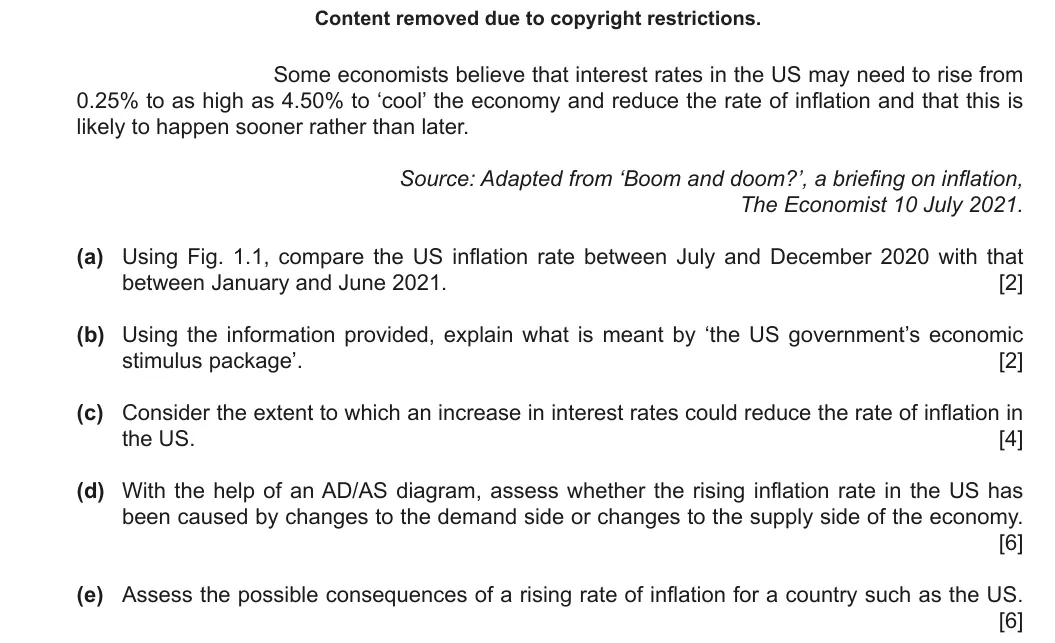 Content removed due to copyright restrictions.
Some economists believe that interest rates in the US may need to rise from
0.25% to as high as 4.50% to ‘cool’ the economy and reduce the rate of inflation and that this is
likely to happen sooner rather than later.
Source: Adapted from ‘Boom and doom?’, a briefing on inflation,
The Economist 10 July 2021.
(a) Using Fig. 1.1, compare the US inflation rate between July and December 2020 with that
between January and June 2021. [2]
(b) Using the information provided, explain what is meant by ‘the US government’s economic
stimulus package’. [2]
(c) Consider the extent to which an increase in interest rates could reduce the rate of inflation in
the US. [4]
(d) With the help of an AD/AS diagram, assess whether the rising inflation rate in the US has
been caused by changes to the demand side or changes to the supply side of the economy.
[6]
(e) Assess the possible consequences of a rising rate of inflation for a country such as the US.
[6]